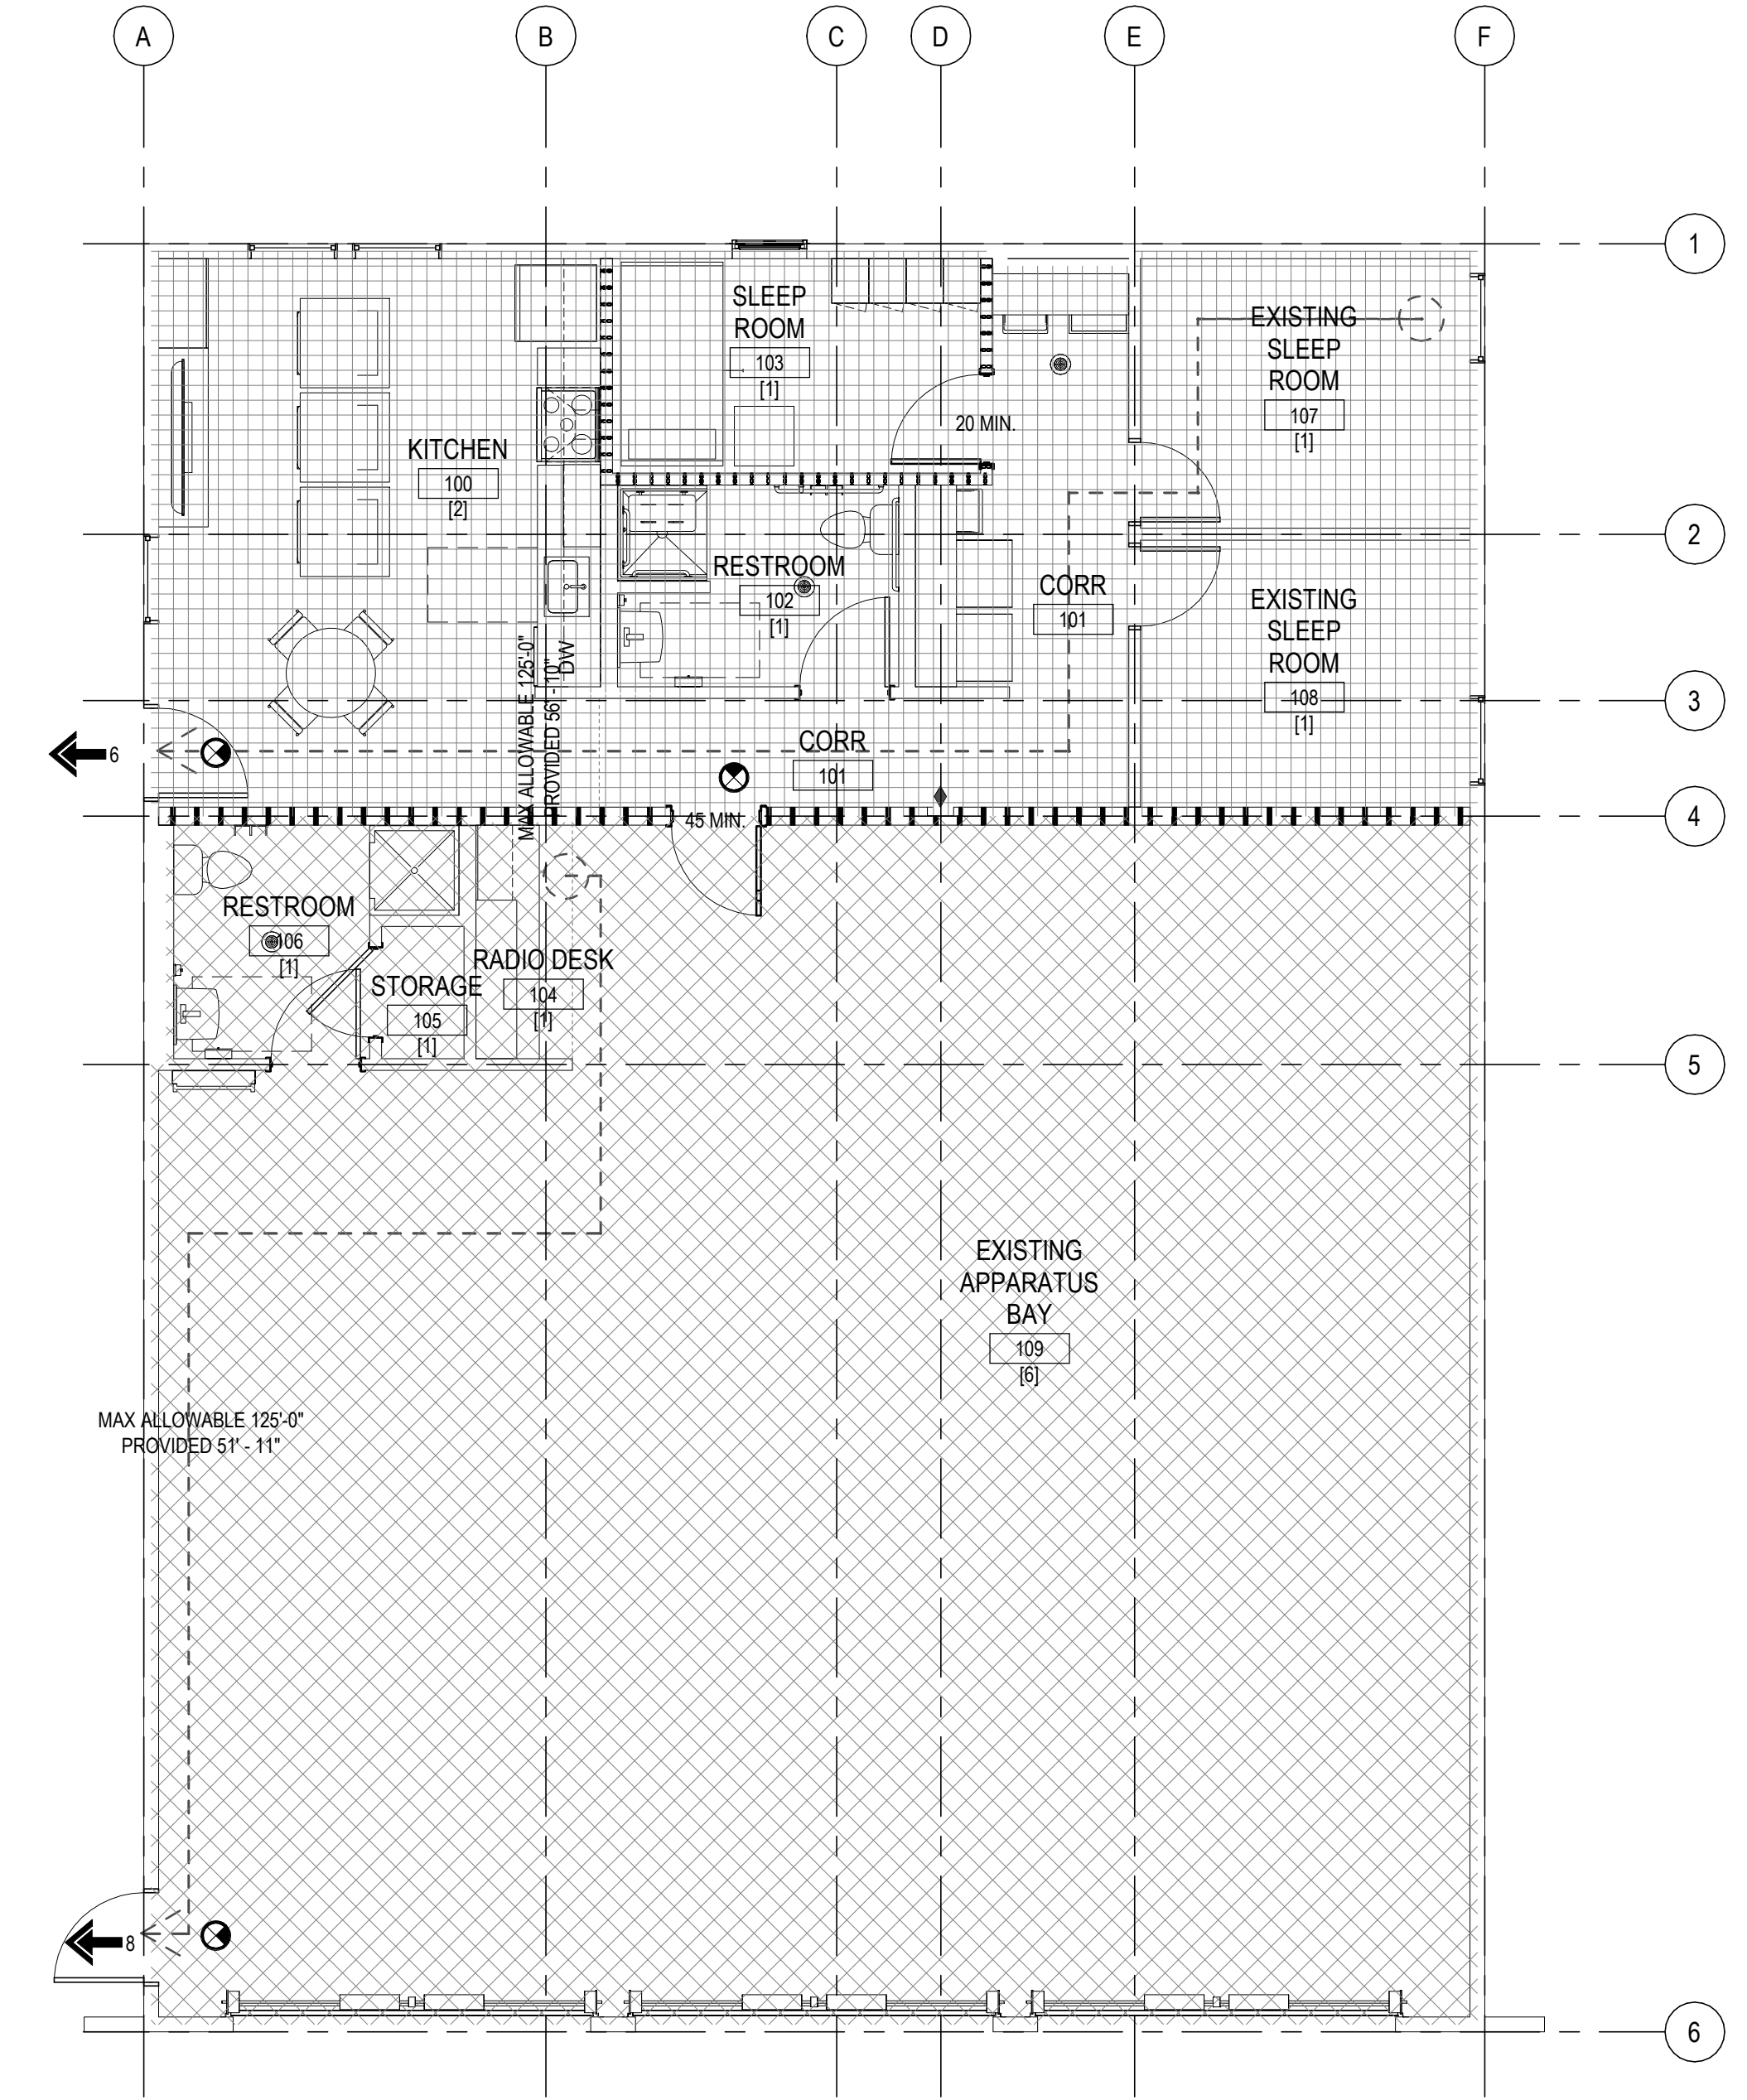 A
B
C
D
E
F
1
SLEEP
ROOM
103
[1]
EXISTING
SLEEP
ROOM
107
[1]
20 MIN.
KITCHEN
100
[2]
2
RESTROOM
102
[1]
CORR
101
EXISTING
SLEEP
ROOM
108
[1]
DW
MAX ALLOWABLE 125'-0"
PROVIDED 56' - 10"
3
6
CORR
101
45 MIN.
4
RESTROOM
106
[1]
STORAGE
105
[1]
RADIO DESK
104
[1]
5
EXISTING
APPARATUS
BAY
109
[6]
MAX ALLOWABLE 125'-0"
PROVIDED 51' - 11"
8
6